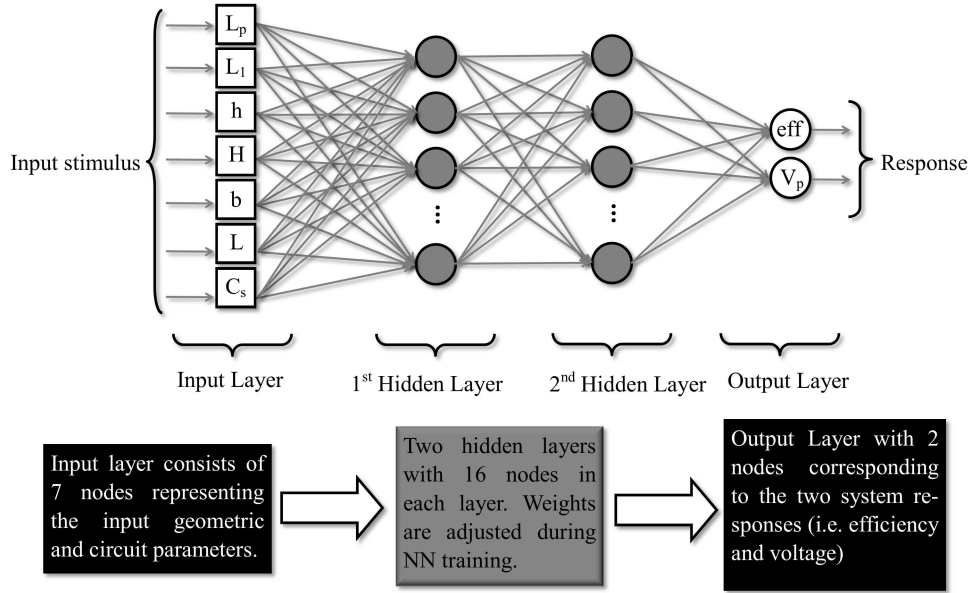 Input stimulus
Lₚ
L₁
h
H
b
L
Cₛ
...
...
eff
Vₚ
Response
Input Layer
1ˢᵗ Hidden Layer
2ⁿᵈ Hidden Layer
Output Layer
Input layer consists of
7 nodes representing
the input geometric
and circuit parameters.
Two hidden layers
with 16 nodes in
each layer. Weights
are adjusted during
NN training.
Output Layer with 2
nodes corresponding
to the two system re-
sponses (i.e. efficiency
and voltage)